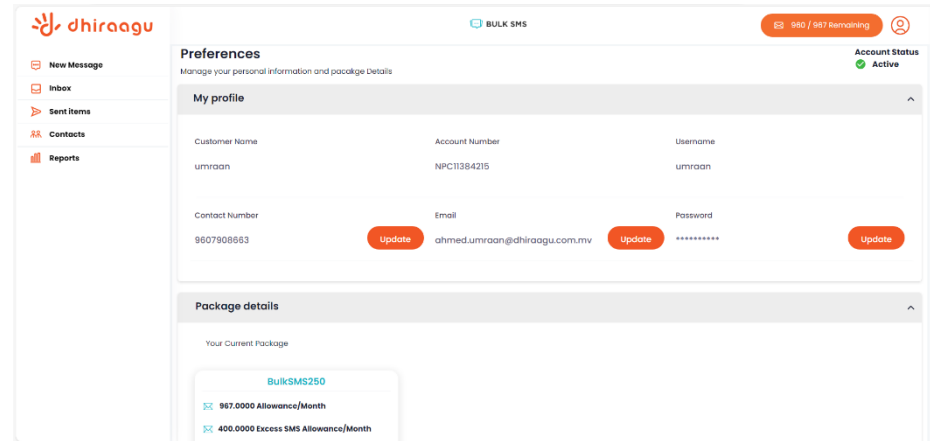 dhiraagu
BULK SMS
980 / 967 Remaining
New Message
Inbox
Sent items
Contacts
Reports
Preferences
Manage your personal information and pacakge Details
Account Status
Active
My profile
Customer Name
Account Number
Username
umraan
NPC11384215
umraan
Contact Number
Email
Password
9607908663
Update
ahmed.umraan@dhiraagu.com.mv
Update
**********
Update
Package details
Your Current Package
BulkSMS250
967.0000 Allowance/Month
400.0000 Excess SMS Allowance/Month